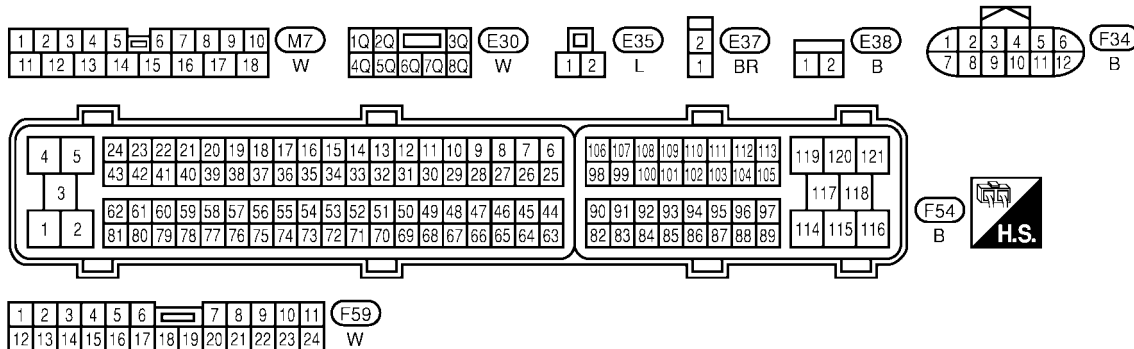 1 2 3 4 5 6 7 8 9 10
11 12 13 14 15 16 17 18
M7
W
1Q 2Q 3Q
4Q 5Q 6Q 7Q 8Q
E30
W
1 2
E35
L
2
1
E37
BR
1 2
E38
B
1 2 3 4 5 6
7 8 9 10 11 12
F34
B
4 5
3
1 2
24 23 22 21 20 19 18 17 16 15 14 13 12 11 10 9 8 7 6
43 42 41 40 39 38 37 36 35 34 33 32 31 30 29 28 27 26 25
62 61 60 59 58 57 56 55 54 53 52 51 50 49 48 47 46 45 44
81 80 79 78 77 76 75 74 73 72 71 70 69 68 67 66 65 64 63
106 107 108 109 110 111 112 113
98 99 100 101 102 103 104 105
90 91 92 93 94 95 96 97
82 83 84 85 86 87 88 89
119 120 121
117 118
114 115 116
F54
B
H.S.
1 2 3 4 5 6 7 8 9 10 11
12 13 14 15 16 17 18 19 20 21 22 23 24
F59
W